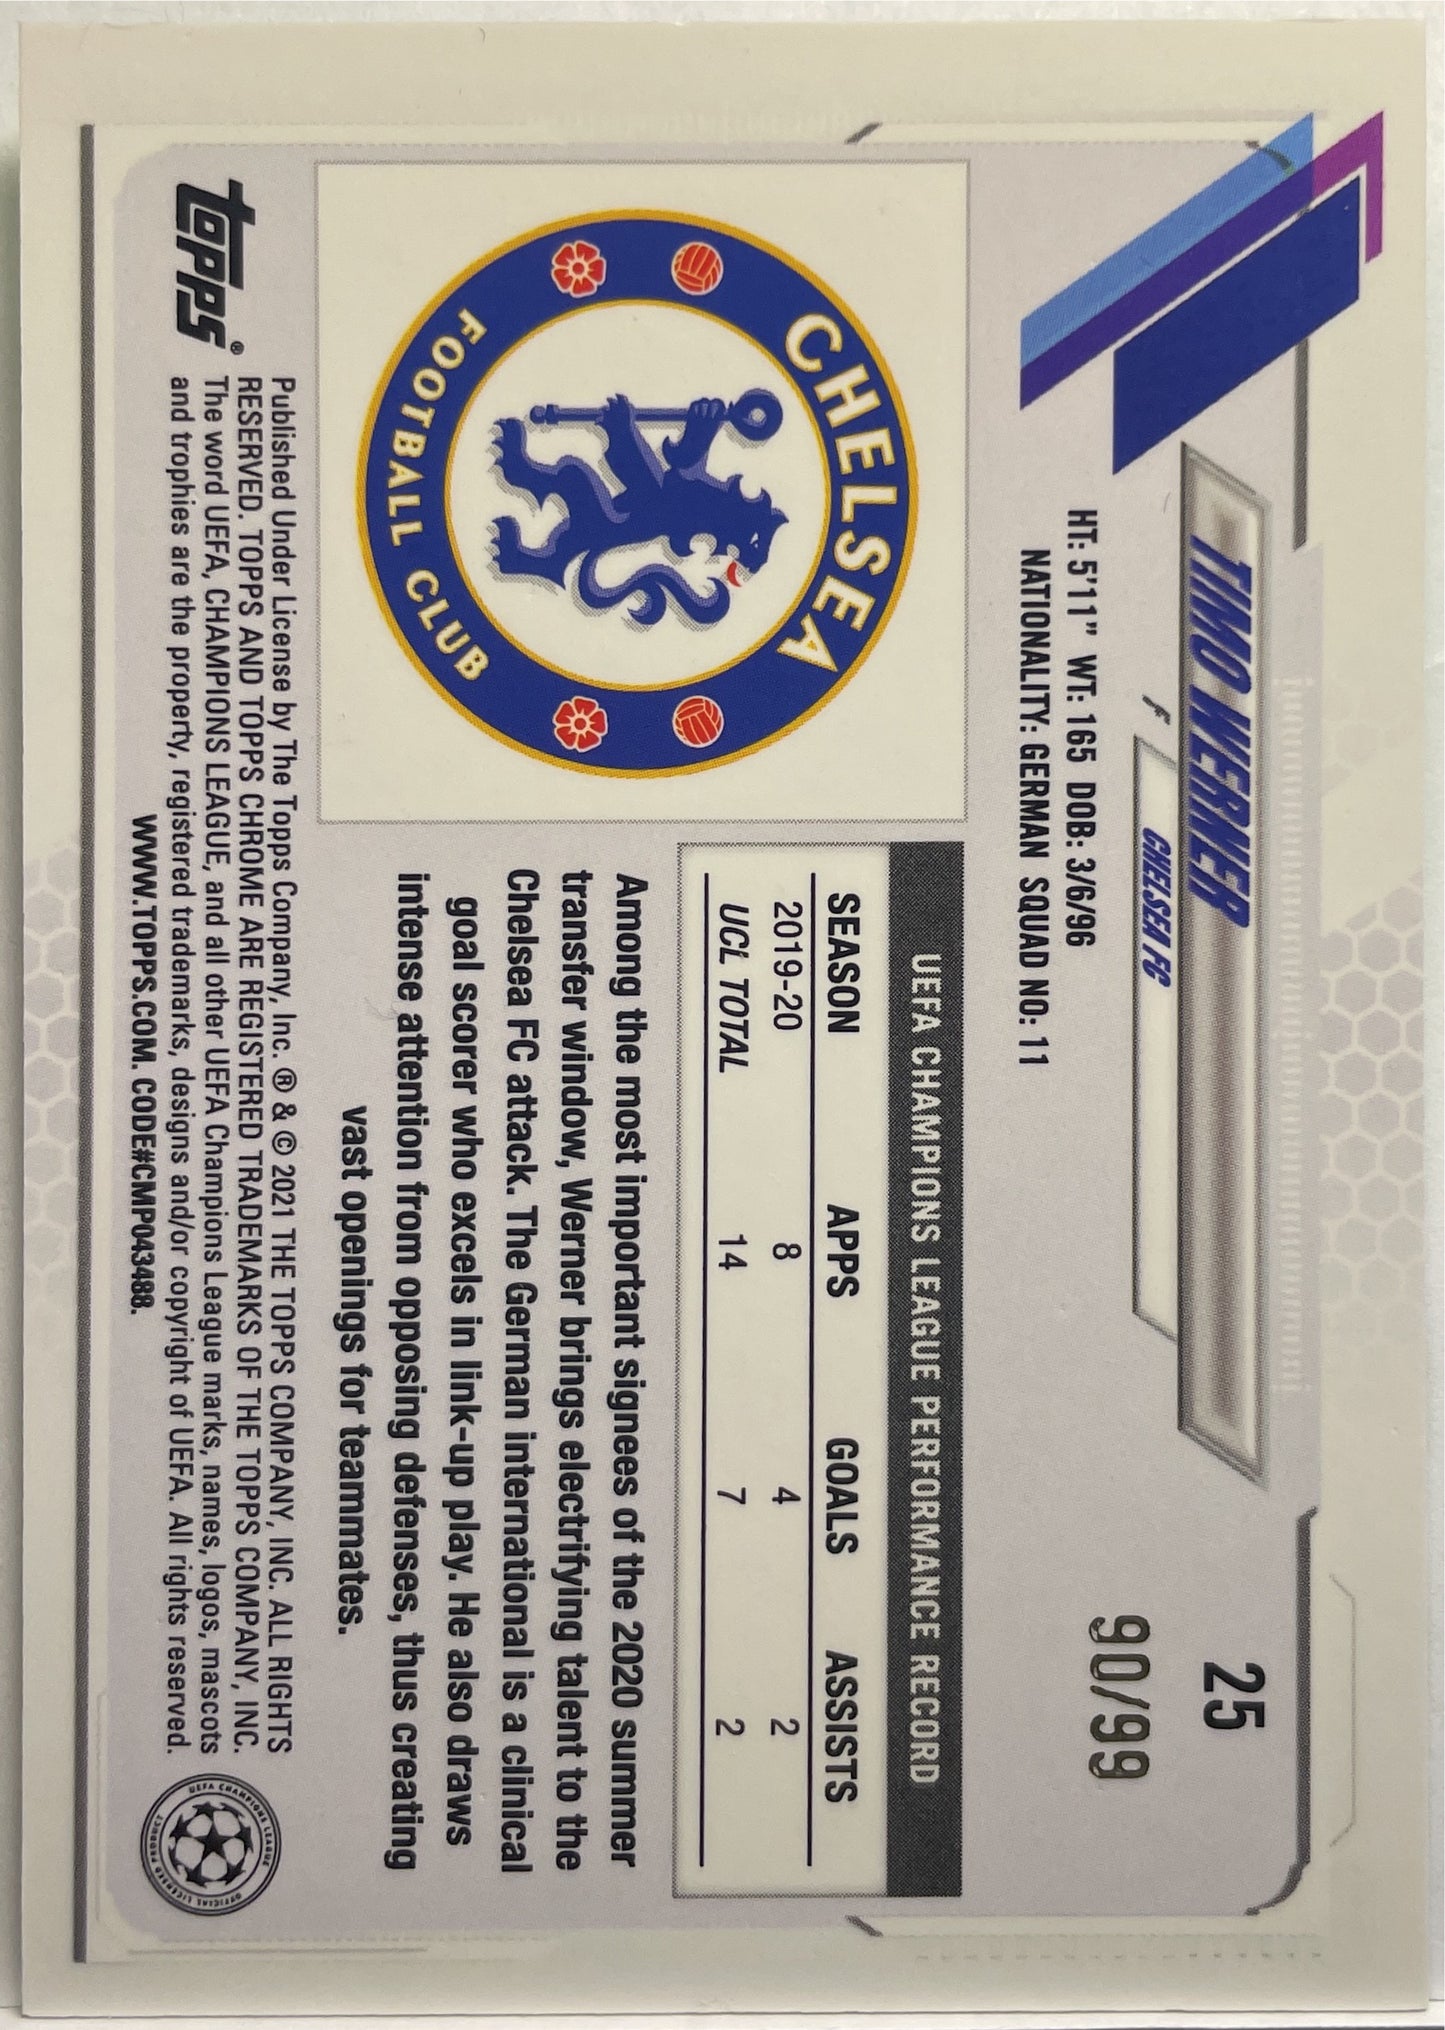 25
TIMO WERNER
90/99
F
CHELSEA FC
HT: 5'11” WT: 165 DOB: 3/6/96
NATIONALITY: GERMAN SQUAD NO: 11
CHELSEA
FOOTBALL CLUB
UEFA CHAMPIONS LEAGUE PERFORMANCE RECORD
SEASON APPS GOALS ASSISTS
2019-20 8 4 2
UCL TOTAL 14 7 2
Among the most important signees of the 2020 summer
transfer window, Werner brings electrifying talent to the
Chelsea FC attack. The German international is a clinical
goal scorer who excels in link-up play. He also draws
intense attention from opposing defenses, thus creating
vast openings for teammates.
TOPPS®
Published Under License by The Topps Company, Inc. ® & © 2021 THE TOPPS COMPANY, INC. ALL RIGHTS
RESERVED. TOPPS AND TOPPS CHROME ARE REGISTERED TRADEMARKS OF THE TOPPS COMPANY, INC.
The word UEFA, CHAMPIONS LEAGUE, and all other UEFA Champions League marks, names, logos, mascots
and trophies are the property, registered trademarks, designs and/or copyright of UEFA. All rights reserved.
WWW.TOPPS.COM. CODE#CMP043488.
UEFA CHAMPIONS LEAGUE
OFFICIAL LICENSED PRODUCT